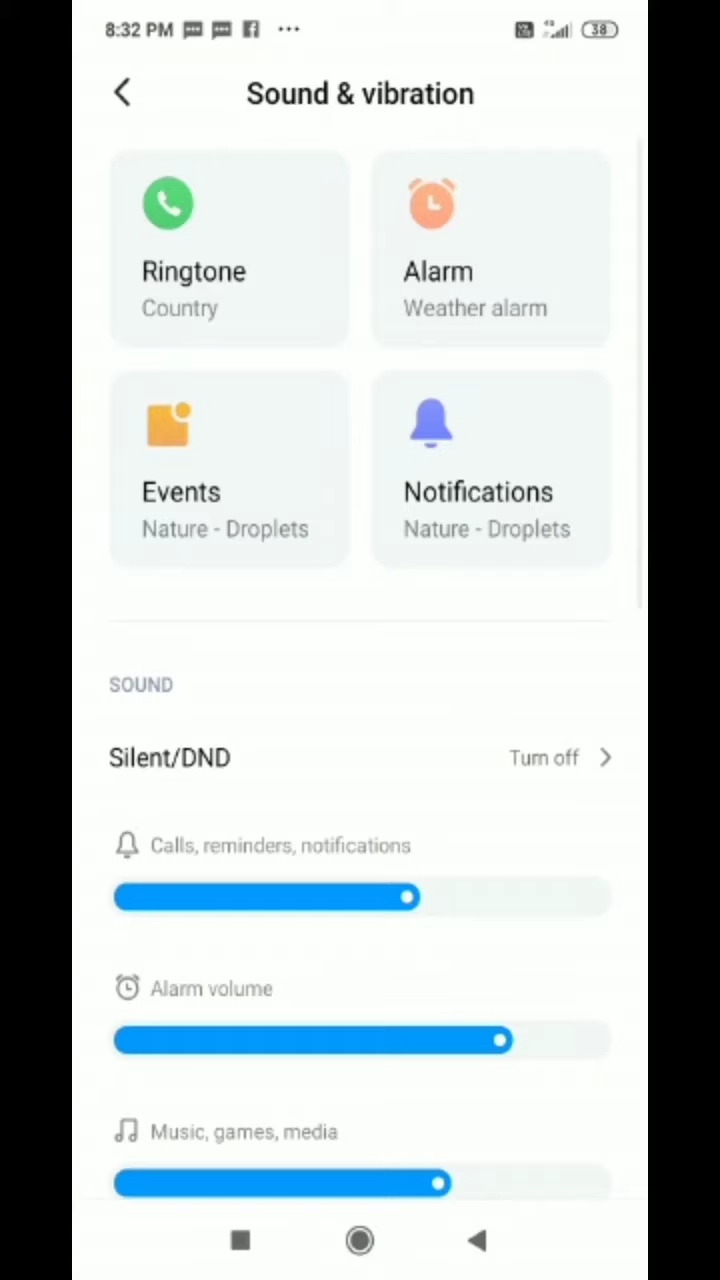 8:32 PM
38
Sound & vibration
Ringtone
Country
Alarm
Weather alarm
Events
Nature - Droplets
Notifications
Nature - Droplets
SOUND
Silent/DND
Turn off
Calls, reminders, notifications
Alarm volume
Music, games, media